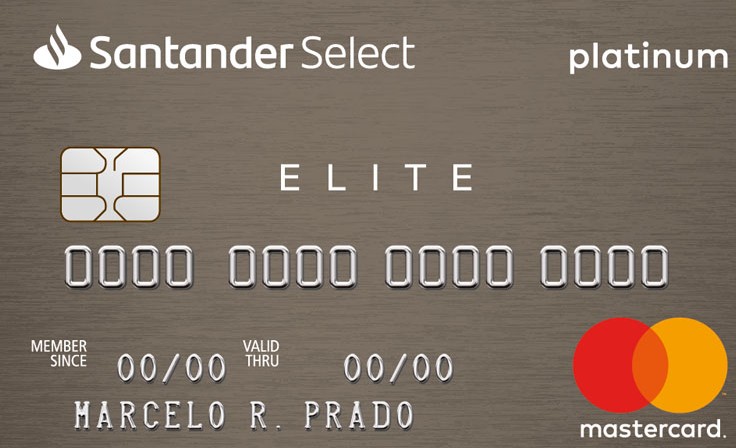 Santander Select platinum
ELITE
0000 0000 0000 0000
MEMBER SINCE 00/00 VALID THRU 00/00
MARCELO R. PRADO
mastercard.